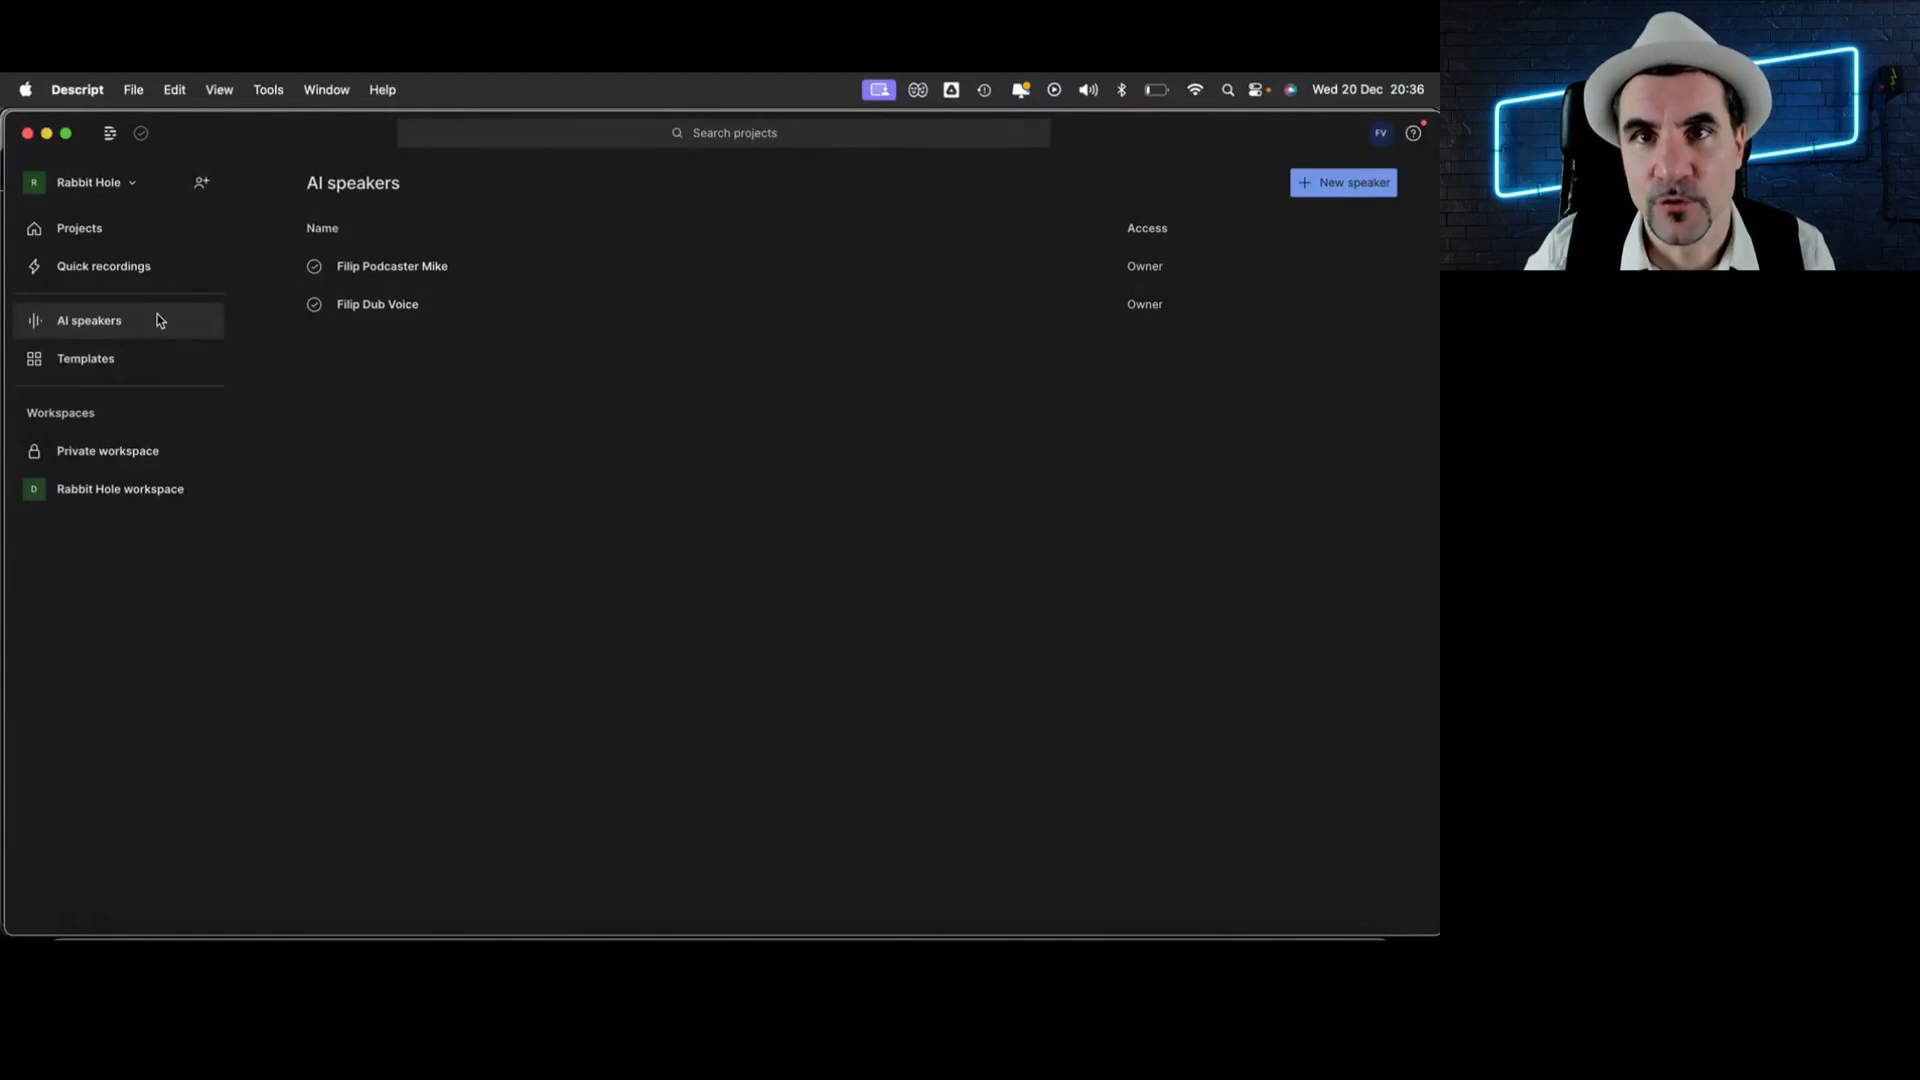 Descript File Edit View Tools Window Help Wed 20 Dec 20:36
Search projects FV
R Rabbit Hole
AI speakers
New speaker
Projects
Name Access
Quick recordings
Filip Podcaster Mike Owner
Filip Dub Voice Owner
AI speakers
Templates
Workspaces
Private workspace
D Rabbit Hole workspace